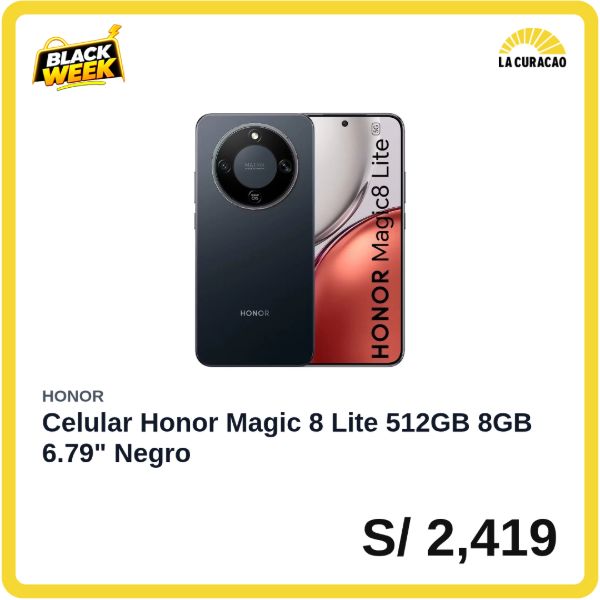 BLACK
WEEK
LA CURACAO
HONOR Magic8 Lite 5G
HONOR
HONOR
Celular Honor Magic 8 Lite 512GB 8GB
6.79" Negro
S/ 2,419